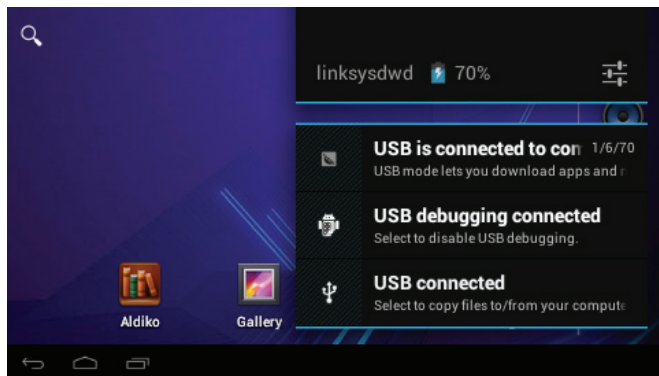 linksysdwd 70%
USB is connected to con 1/6/70
USB mode lets you download apps and
USB debugging connected
Select to disable USB debugging.
USB connected
Select to copy files to/from your compute
Aldiko Gallery